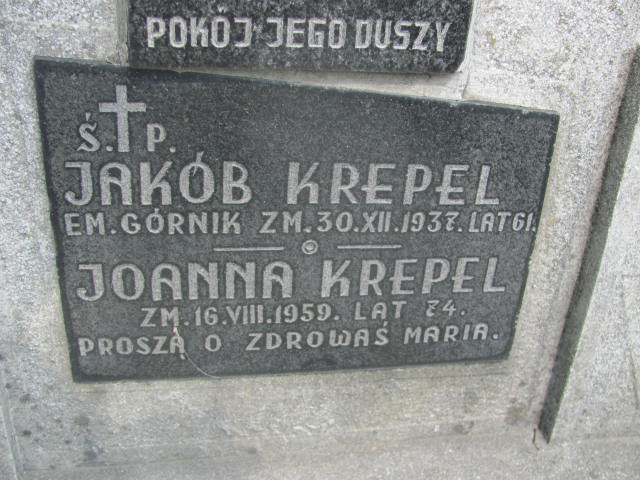 POKÓJ JEGO DUSZY
Ś.†P.
JAKÓB KREPEL
EM. GÓRNIK ZM. 30.XII.1937. LAT 61.
JOANNA KREPEL
ZM. 16.VIII.1959. LAT 74.
PROSZĄ O ZDROWAŚ MARIA.